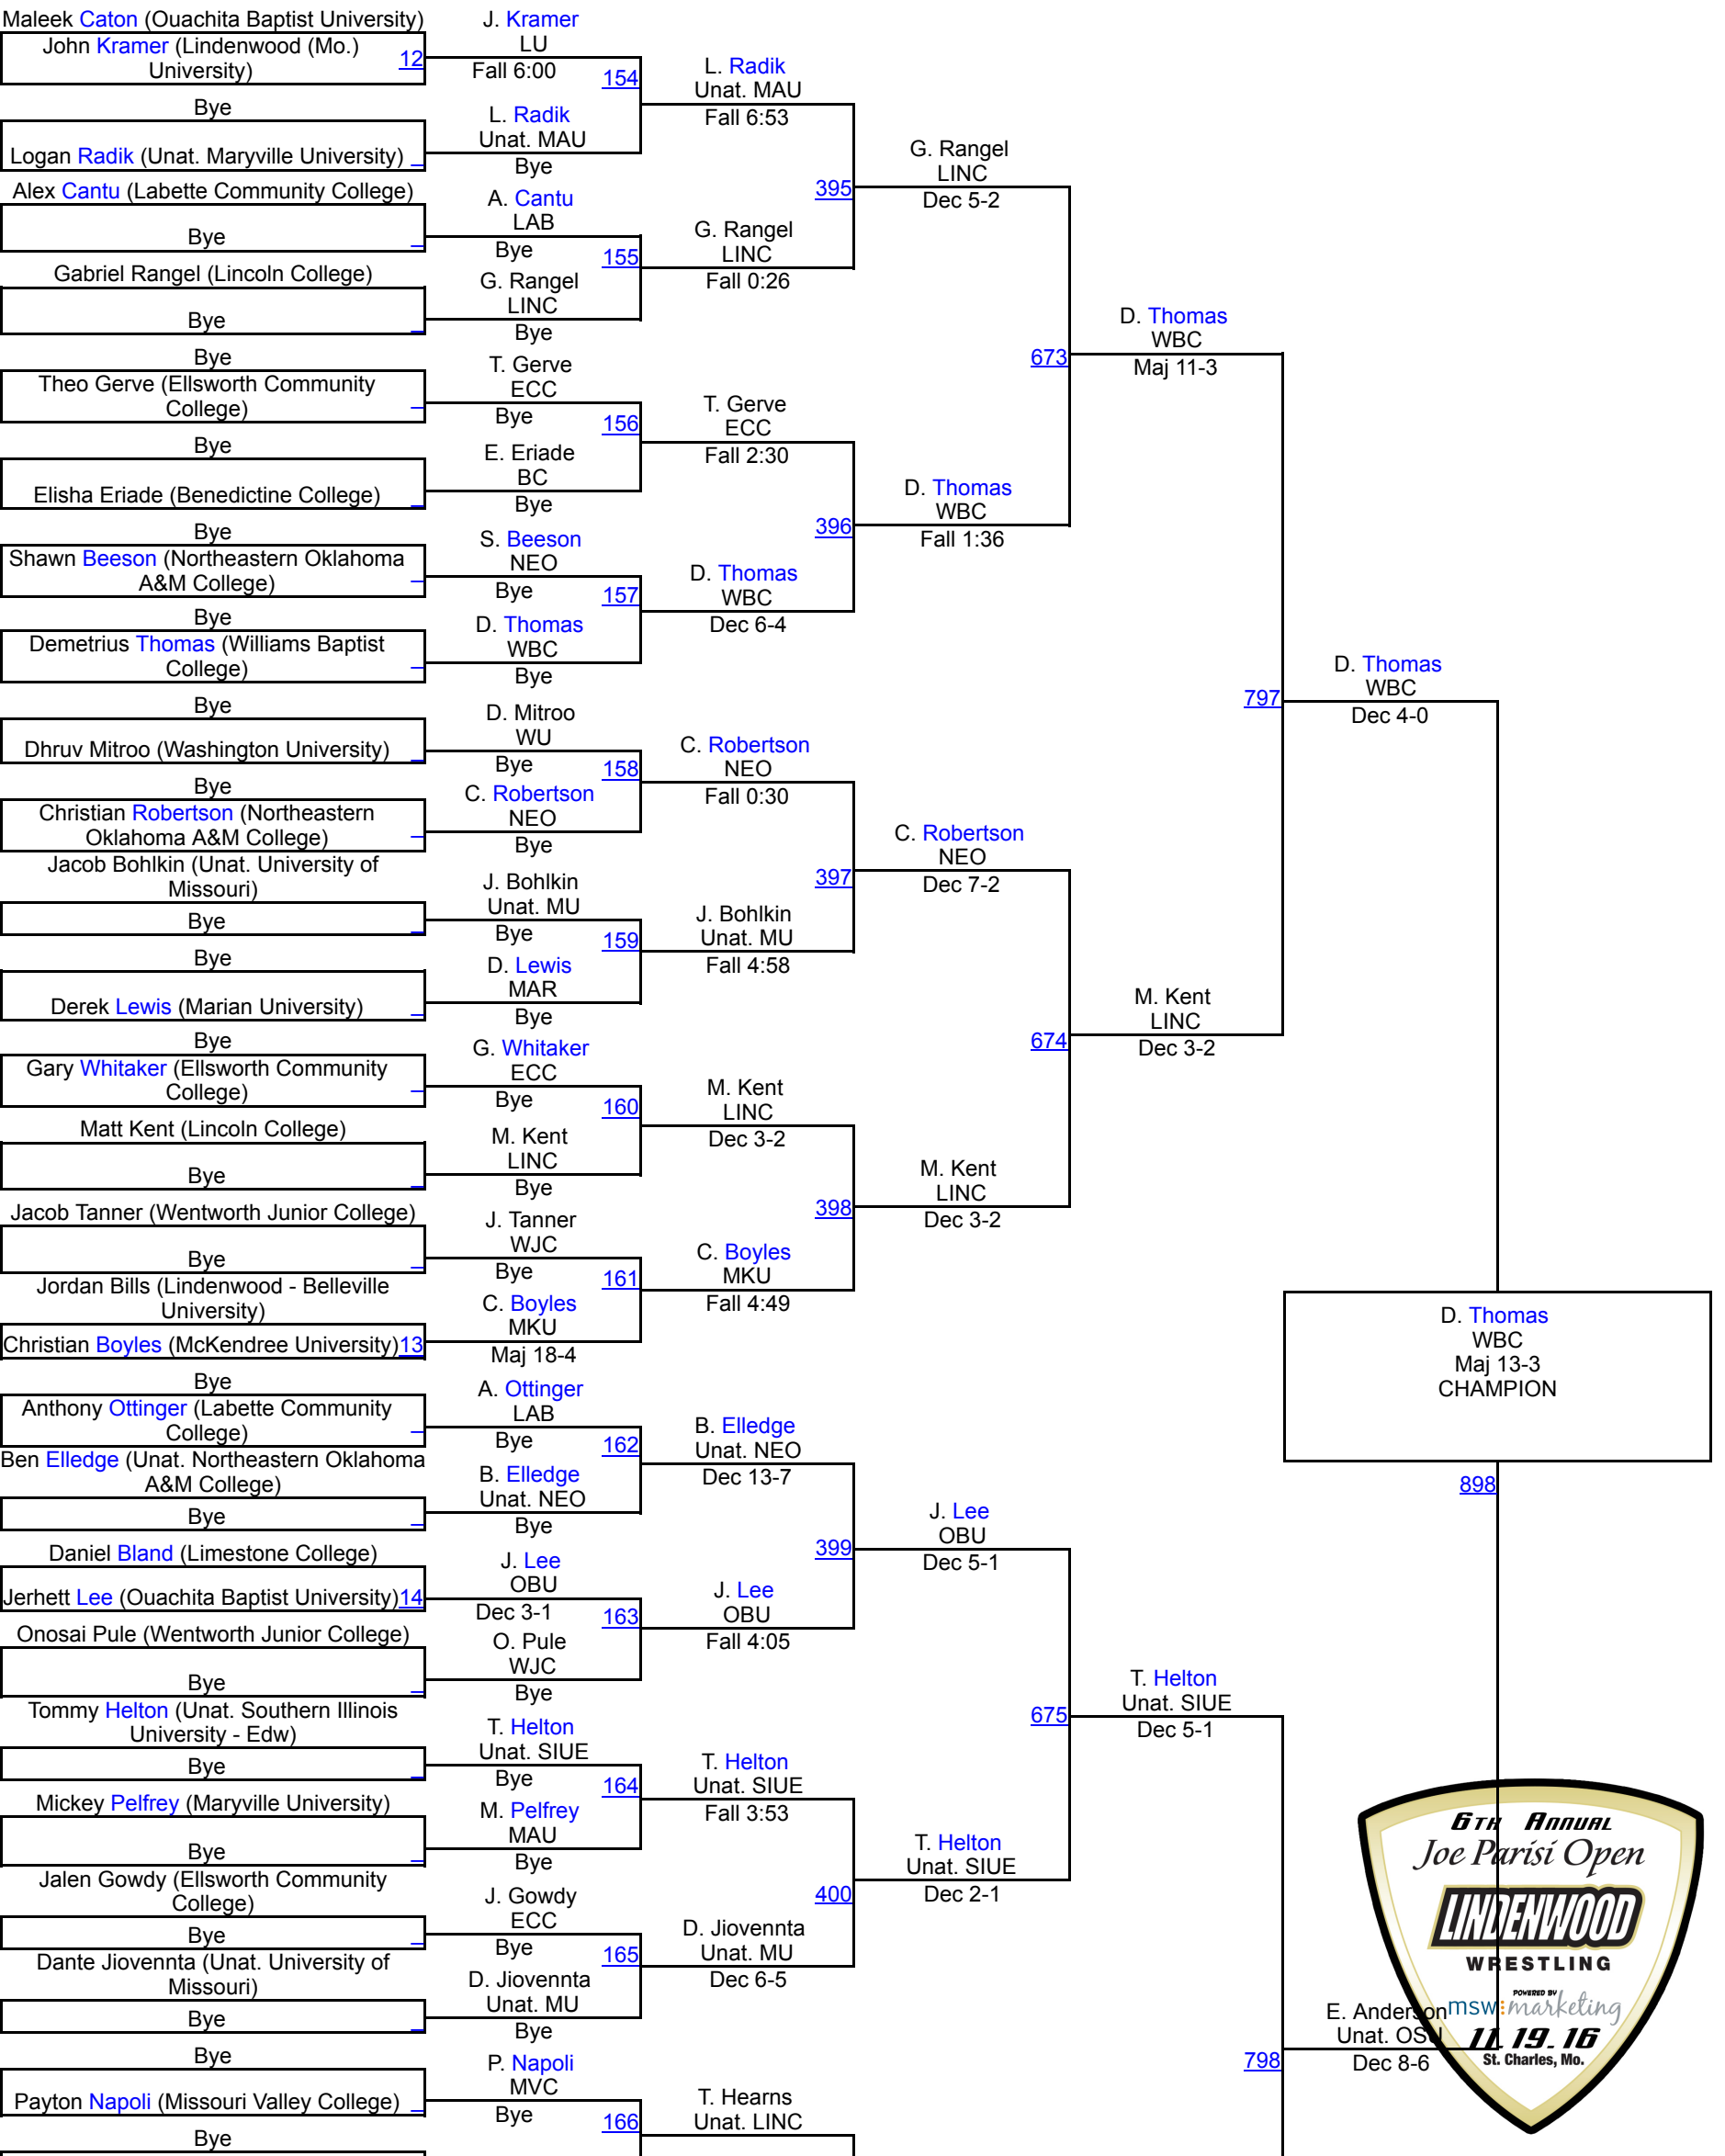 Maleek Caton (Ouachita Baptist University)
John Kramer (Lindenwood (Mo.)
University)
12
Bye
Logan Radik (Unat. Maryville University)
Alex Cantu (Labette Community College)
Bye
Gabriel Rangel (Lincoln College)
Bye
Bye
Theo Gerve (Ellsworth Community
College)
Bye
Elisha Eriade (Benedictine College)
Bye
Shawn Beeson (Northeastern Oklahoma
A&M College)
Bye
Demetrius Thomas (Williams Baptist
College)
Bye
Dhruv Mitroo (Washington University)
Bye
Christian Robertson (Northeastern
Oklahoma A&M College)
Jacob Bohlkin (Unat. University of
Missouri)
Bye
Bye
Derek Lewis (Marian University)
Bye
Gary Whitaker (Ellsworth Community
College)
Matt Kent (Lincoln College)
Bye
Jacob Tanner (Wentworth Junior College)
Bye
Jordan Bills (Lindenwood - Belleville
University)
Christian Boyles (McKendree University)13
Bye
Anthony Ottinger (Labette Community
College)
Ben Elledge (Unat. Northeastern Oklahoma
A&M College)
Bye
Daniel Bland (Limestone College)
Jerhett Lee (Ouachita Baptist University)14
Onosai Pule (Wentworth Junior College)
Bye
Tommy Helton (Unat. Southern Illinois
University - Edw)
Bye
Mickey Pelfrey (Maryville University)
Bye
Jalen Gowdy (Ellsworth Community
College)
Bye
Dante Jiovennta (Unat. University of
Missouri)
Bye
Bye
Payton Napoli (Missouri Valley College)
Bye
J. Kramer
LU
Fall 6:00
154
L. Radik
Unat. MAU
Bye
A. Cantu
LAB
Bye
155
G. Rangel
LINC
Bye
T. Gerve
ECC
Bye
156
E. Eriade
BC
Bye
S. Beeson
NEO
Bye
157
D. Thomas
WBC
Bye
D. Mitroo
WU
Bye
158
C. Robertson
NEO
Bye
J. Bohlkin
Unat. MU
Bye
159
D. Lewis
MAR
Bye
G. Whitaker
ECC
Bye
160
M. Kent
LINC
Bye
J. Tanner
WJC
Bye
161
C. Boyles
MKU
Maj 18-4
A. Ottinger
LAB
Bye
162
B. Elledge
Unat. NEO
Bye
J. Lee
OBU
Dec 3-1
163
O. Pule
WJC
Bye
T. Helton
Unat. SIUE
Bye
164
M. Pelfrey
MAU
Bye
J. Gowdy
ECC
Bye
165
D. Jiovennta
Unat. MU
Bye
P. Napoli
MVC
Bye
166
L. Radik
Unat. MAU
Fall 6:53
395
G. Rangel
LINC
Fall 0:26
T. Gerve
ECC
Fall 2:30
396
D. Thomas
WBC
Dec 6-4
C. Robertson
NEO
Fall 0:30
397
J. Bohlkin
Unat. MU
Fall 4:58
M. Kent
LINC
Dec 3-2
398
C. Boyles
MKU
Fall 4:49
B. Elledge
Unat. NEO
Dec 13-7
399
J. Lee
OBU
Fall 4:05
T. Helton
Unat. SIUE
Fall 3:53
400
D. Jiovennta
Unat. MU
Dec 6-5
T. Hearns
Unat. LINC
G. Rangel
LINC
Dec 5-2
673
D. Thomas
WBC
Fall 1:36
C. Robertson
NEO
Dec 7-2
674
M. Kent
LINC
Dec 3-2
J. Lee
OBU
Dec 5-1
675
T. Helton
Unat. SIUE
Dec 2-1
D. Thomas
WBC
Maj 11-3
797
M. Kent
LINC
Dec 3-2
T. Helton
Unat. SIUE
Dec 5-1
798
D. Thomas
WBC
Dec 4-0
D. Thomas
WBC
Maj 13-3
CHAMPION
898
E. Anderson
Unat. OSU
Dec 8-6
6th Annual
Joe Parisi Open
LINDENWOOD
WRESTLING
POWERED BY
msw marketing
11.19.16
St. Charles, Mo.